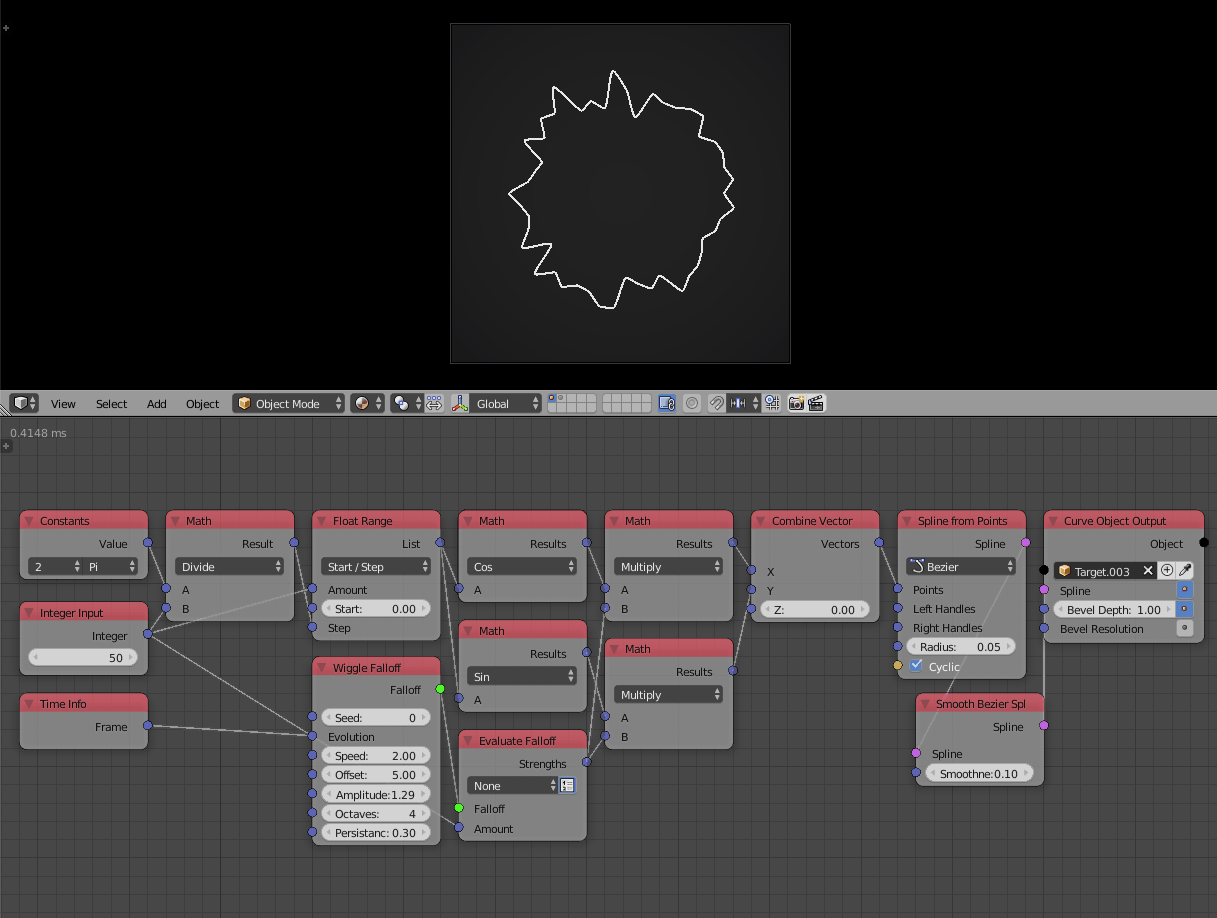 View Select Add Object Object Mode Global
0.4148 ms
Constants
Value
2 Pi
Integer Input
Integer
50
Time Info
Frame
Math
Result
Divide
A
B
Float Range
List
Start / Step
Amount
Start: 0.00
Step
Wiggle Falloff
Falloff
Seed: 0
Evolution
Speed: 2.00
Offset: 5.00
Amplitude:1.29
Octaves: 4
Persistanc: 0.30
Math
Results
Cos
A
Math
Results
Sin
A
Evaluate Falloff
Strengths
None
Falloff
Amount
Math
Results
Multiply
A
B
Math
Results
Multiply
A
B
Combine Vector
Vectors
X
Y
Z: 0.00
Spline from Points
Spline
Bezier
Points
Left Handles
Right Handles
Radius: 0.05
Cyclic
Smooth Bezier Spl
Spline
Spline
Smoothne:0.10
Curve Object Output
Object
Target.003
Spline
Bevel Depth: 1.00
Bevel Resolution